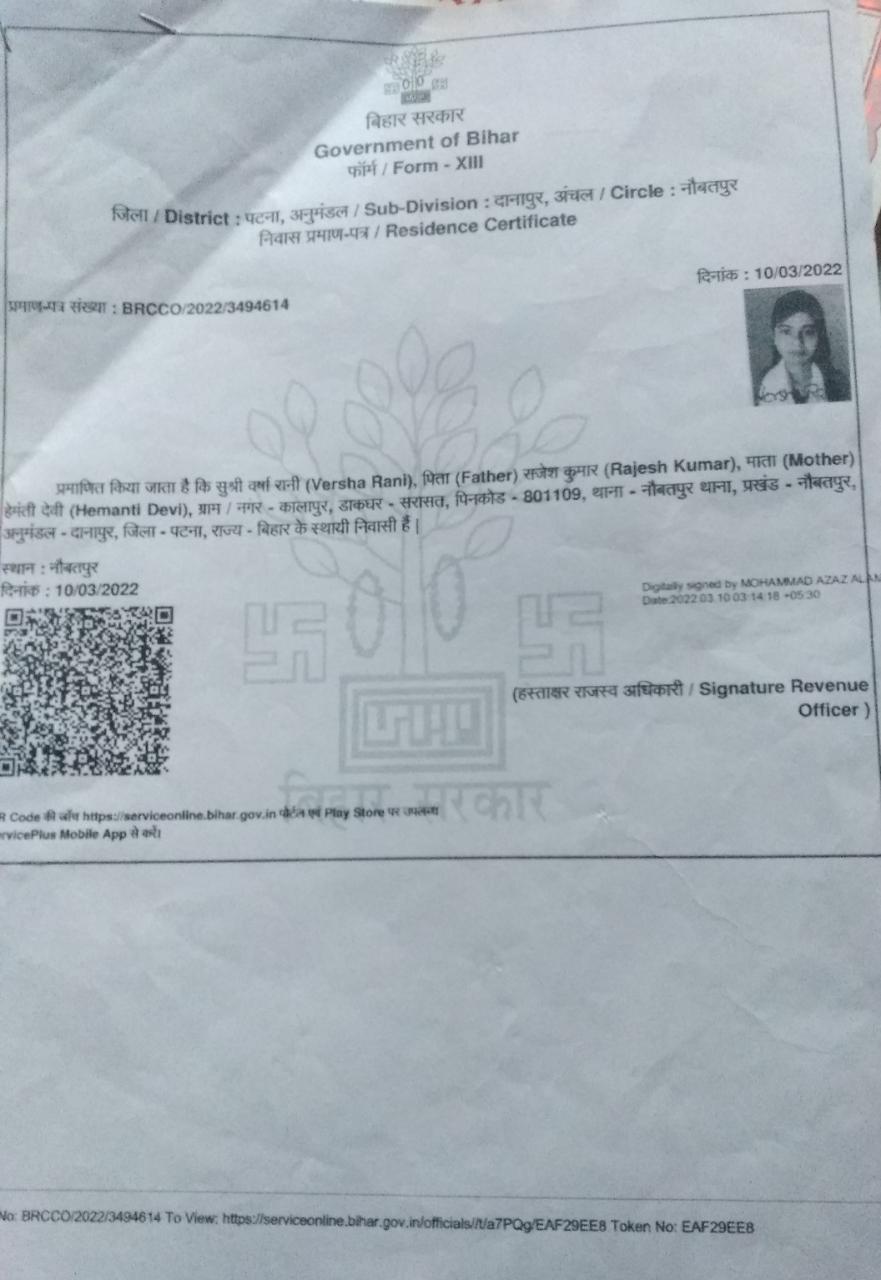 बिहार सरकार
Government of Bihar
फॉर्म / Form - XIII
जिला / District : पटना, अनुमंडल / Sub-Division : दानापुर, अंचल / Circle : नौबतपुर
निवास प्रमाण-पत्र / Residence Certificate
दिनांक : 10/03/2022
प्रमाण-पत्र संख्या : BRCCO/2022/3494614
प्रमाणित किया जाता है कि सुश्री वर्षा रानी (Versha Rani), पिता (Father) राजेश कुमार (Rajesh Kumar), माता (Mother)
हेमंती देवी (Hemanti Devi), ग्राम / नगर - कालापुर, डाकघर - सरासत, पिनकोड - 801109, थाना - नौबतपुर थाना, प्रखंड - नौबतपुर,
अनुमंडल - दानापुर, जिला - पटना, राज्य - बिहार के स्थायी निवासी हैं |
स्थान : नौबतपुर
दिनांक : 10/03/2022
Digitally signed by MOHAMMAD AZAZ ALAM
Date:2022.03.10 03:14:18 +05:30
(हस्ताक्षर राजस्व अधिकारी / Signature Revenue
Officer )
बिहार सरकार
R Code की जाँच https://serviceonline.bihar.gov.in पोर्टल एवं Play Store पर उपलब्ध
rvicePlus Mobile App से करें।
No: BRCCO/2022/3494614 To View: https://serviceonline.bihar.gov.in/officials//t/a7PQg/EAF29EE8 Token No: EAF29EE8